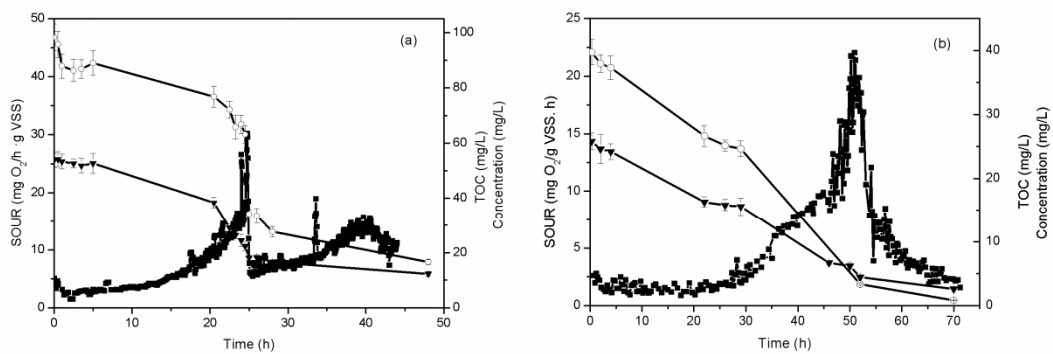 (a)
SOUR (mg O₂/h · g VSS)
50
40
30
20
10
0
100
80
60
40
20
0
TOC (mg/L)
Concentration (mg/L)
0 10 20 30 40 50
Time (h)
(b)
SOUR (mg O₂/g VSS. h)
25
20
15
10
5
0
40
30
20
10
0
TOC (mg/L)
Concentration (mg/L)
0 10 20 30 40 50 60 70
Time (h)